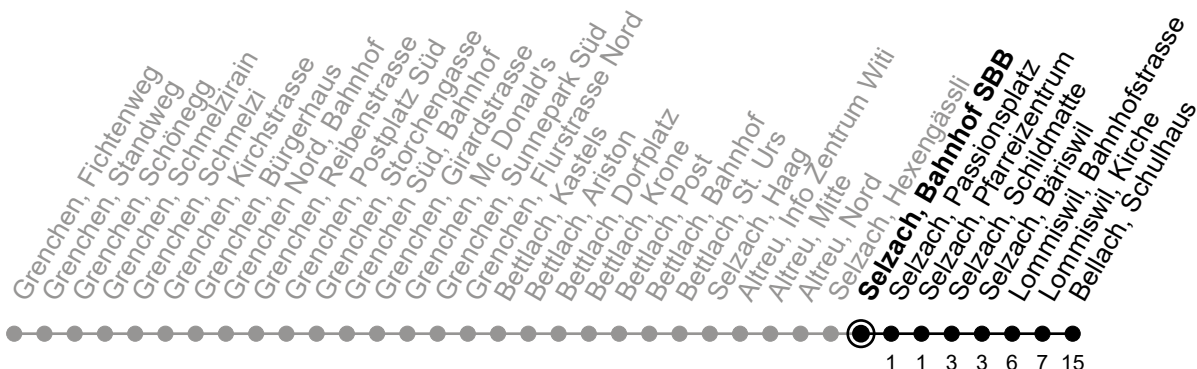 Grenchen, Fichtenweg
Grenchen, Standweg
Grenchen, Schönegg
Grenchen, Schmelzirain
Grenchen, Schmelzi
Grenchen, Kirchstrasse
Grenchen, Bürgerhaus
Grenchen Nord, Bahnhof
Grenchen, Rebenstrasse
Grenchen, Postplatz Süd
Grenchen, Storchengasse
Grenchen Süd, Bahnhof
Grenchen, Girardstrasse
Grenchen, Mc Donald's
Grenchen, Sunnepark Süd
Grenchen, Flurstrasse Nord
Bettlach, Kastels
Bettlach, Ariston
Bettlach, Dorfplatz
Bettlach, Krone
Bettlach, Post
Bettlach, Bahnhof
Bettlach, St. Urs
Selzach, Haag
Altreu, Info Zentrum Witi
Altreu, Mitte
Altreu, Nord
Selzach, Hexengässli
Selzach, Bahnhof SBB
Selzach, Passionsplatz
Selzach, Pfarreizentrum
Selzach, Schildmatte
Selzach, Bäriswil
Lommiswil, Bahnhofstrasse
Lommiswil, Kirche
Bellach, Schulhaus
1 1 3 3 6 7 15